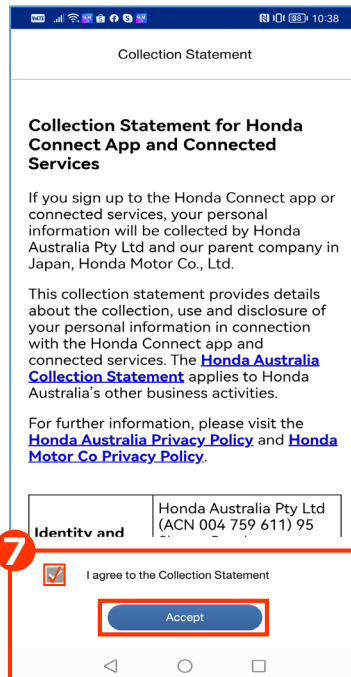 10:38
Collection Statement
Collection Statement for Honda
Connect App and Connected
Services
If you sign up to the Honda Connect app or
connected services, your personal
information will be collected by Honda
Australia Pty Ltd and our parent company in
Japan, Honda Motor Co., Ltd.
This collection statement provides details
about the collection, use and disclosure of
your personal information in connection
with the Honda Connect app and
connected services. The Honda Australia
Collection Statement applies to Honda
Australia's other business activities.
For further information, please visit the
Honda Australia Privacy Policy and Honda
Motor Co Privacy Policy.
Honda Australia Pty Ltd
(ACN 004 759 611) 95
Identity and
7
I agree to the Collection Statement
Accept